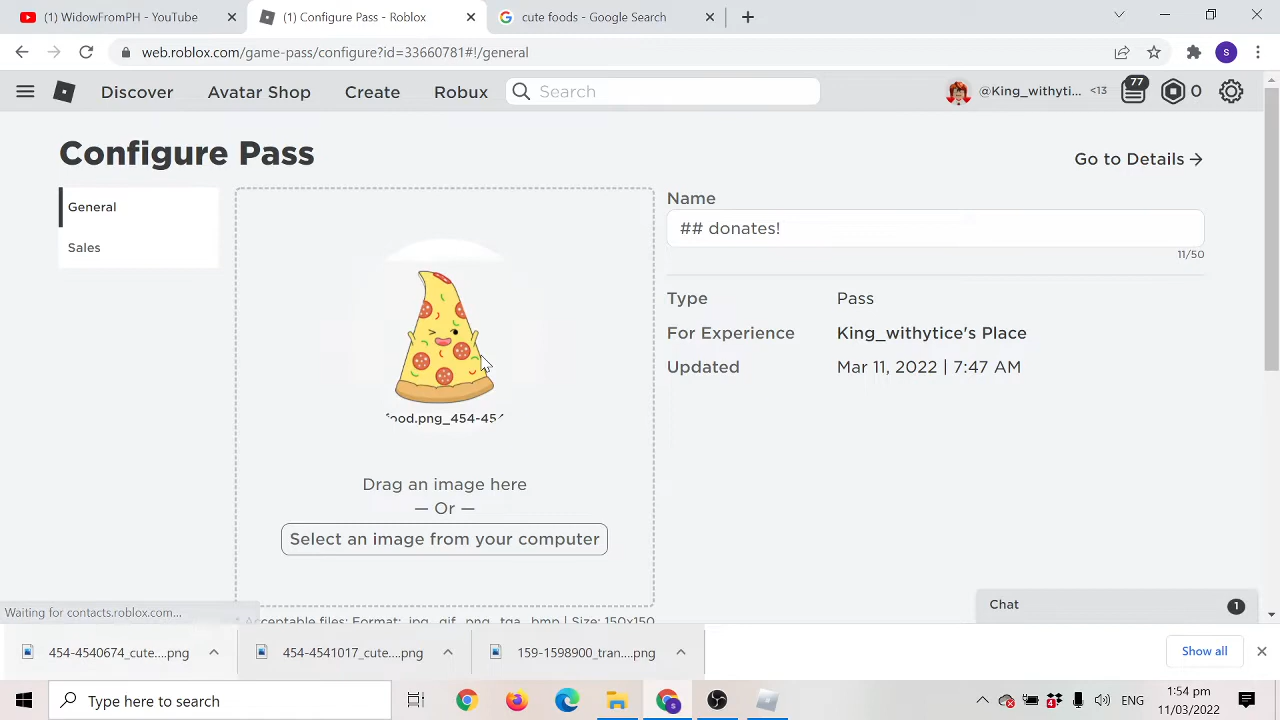 (1) WidowFromPH - YouTube
(1) Configure Pass - Roblox
cute foods - Google Search
web.roblox.com/game-pass/configure?id=33660781#!/general
S
Discover
Avatar Shop
Create
Robux
Search
@King_withyti...
<13
77
0
Configure Pass
Go to Details
General
Sales
Name
## donates!
11/50
Type
Pass
For Experience
King_withytice's Place
Updated
Mar 11, 2022 | 7:47 AM
ood.png_454-45
Drag an image here
— Or —
Select an image from your computer
Acceptable files: Format: .jpg, .gif, .png, .tga, .bmp | Size: 150x150
Chat
1
Waiting for contacts.roblox.com...
454-4540674_cute....png
454-4541017_cute....png
159-1598900_tran....png
Show all
Type here to search
S
4
ENG
1:54 pm
11/03/2022